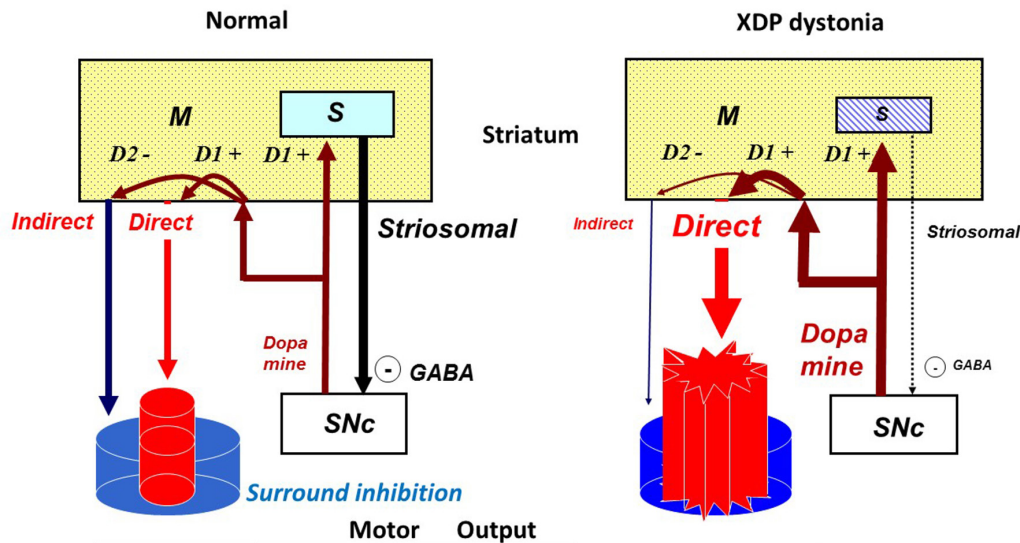 Normal
XDP dystonia
S
M
D2 - D1 + D1 +
Striatum
S
M
D2 - D1 + D1 +
Indirect Direct
Striosomal
Indirect Direct
Striosomal
Dopa
mine
- GABA
SNc
Dopa
mine
- GABA
SNc
Surround inhibition
Motor Output